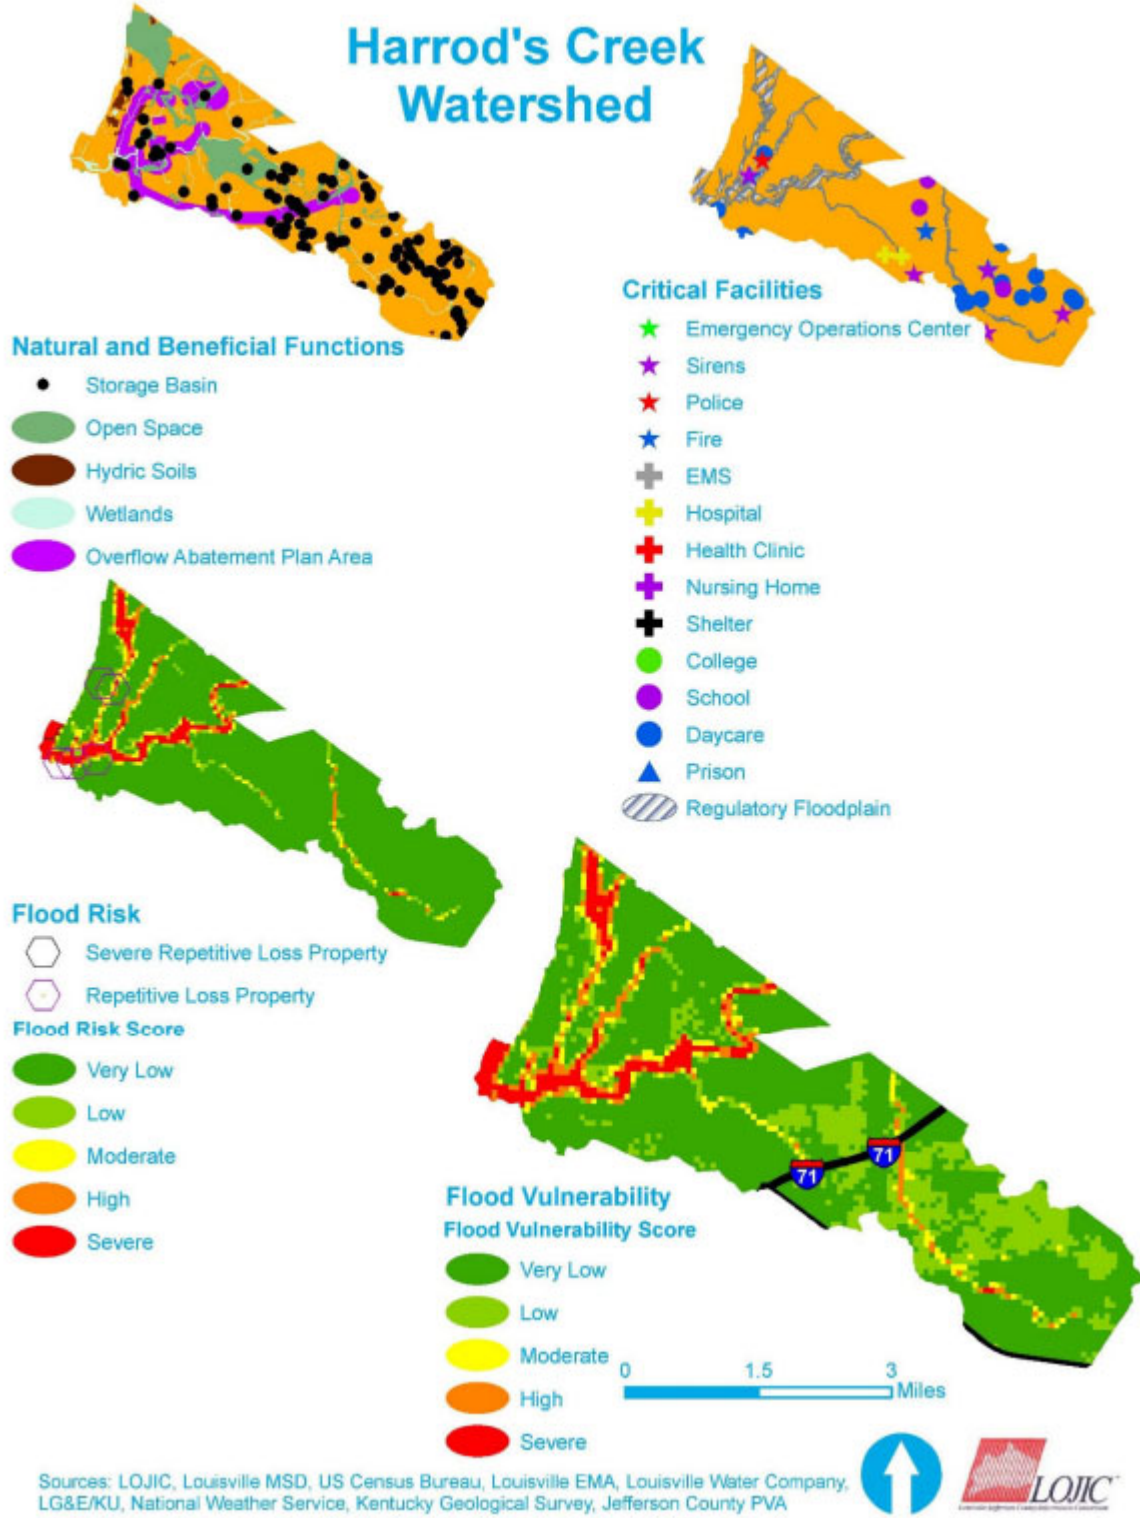 Harrod's Creek
Watershed
Natural and Beneficial Functions
Storage Basin
Open Space
Hydric Soils
Wetlands
Overflow Abatement Plan Area
Critical Facilities
Emergency Operations Center
Sirens
Police
Fire
EMS
Hospital
Health Clinic
Nursing Home
Shelter
College
School
Daycare
Prison
Regulatory Floodplain
Flood Risk
Severe Repetitive Loss Property
Repetitive Loss Property
Flood Risk Score
Very Low
Low
Moderate
High
Severe
71
71
Flood Vulnerability
Flood Vulnerability Score
Very Low
Low
Moderate
High
Severe
0 1.5 3
Miles
Sources: LOJIC, Louisville MSD, US Census Bureau, Louisville EMA, Louisville Water Company,
LG&E/KU, National Weather Service, Kentucky Geological Survey, Jefferson County PVA
LOJIC